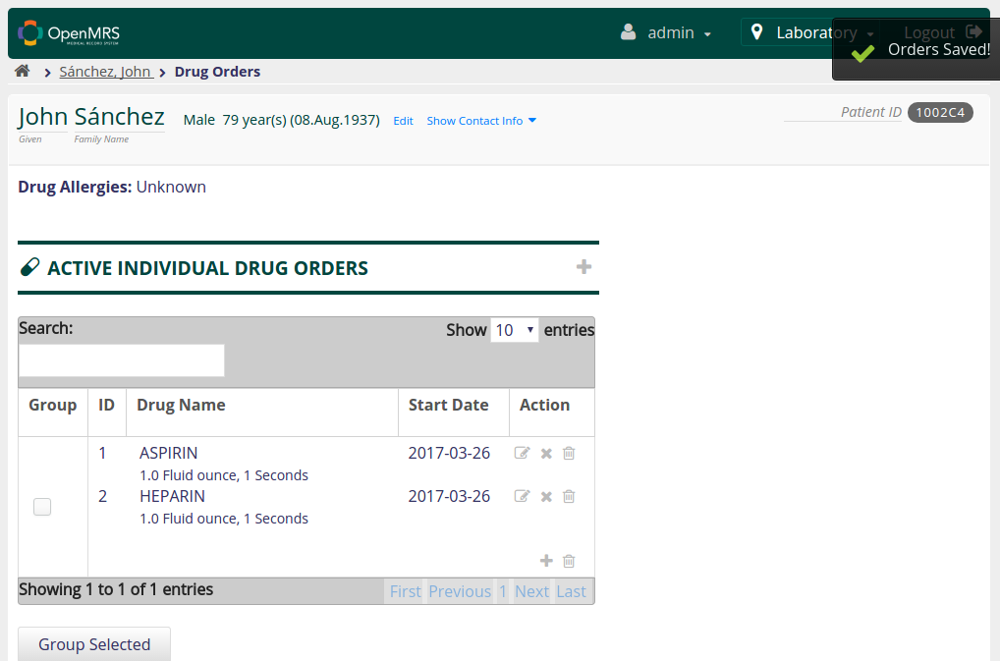 OpenMRS
MEDICAL RECORD SYSTEM
admin
Laboratory
Logout
Orders Saved!
Sánchez, John
Drug Orders
John Sánchez
Given
Family Name
Male 79 year(s) (08.Aug.1937)
Edit
Show Contact Info
Patient ID 1002C4
Drug Allergies: Unknown
ACTIVE INDIVIDUAL DRUG ORDERS
Search:
Show 10 entries
Group ID Drug Name Start Date Action
1 ASPIRIN 2017-03-26
1.0 Fluid ounce, 1 Seconds
2 HEPARIN 2017-03-26
1.0 Fluid ounce, 1 Seconds
Showing 1 to 1 of 1 entries
First Previous 1 Next Last
Group Selected